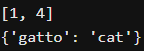 [1, 4]
{'gatto': 'cat'}